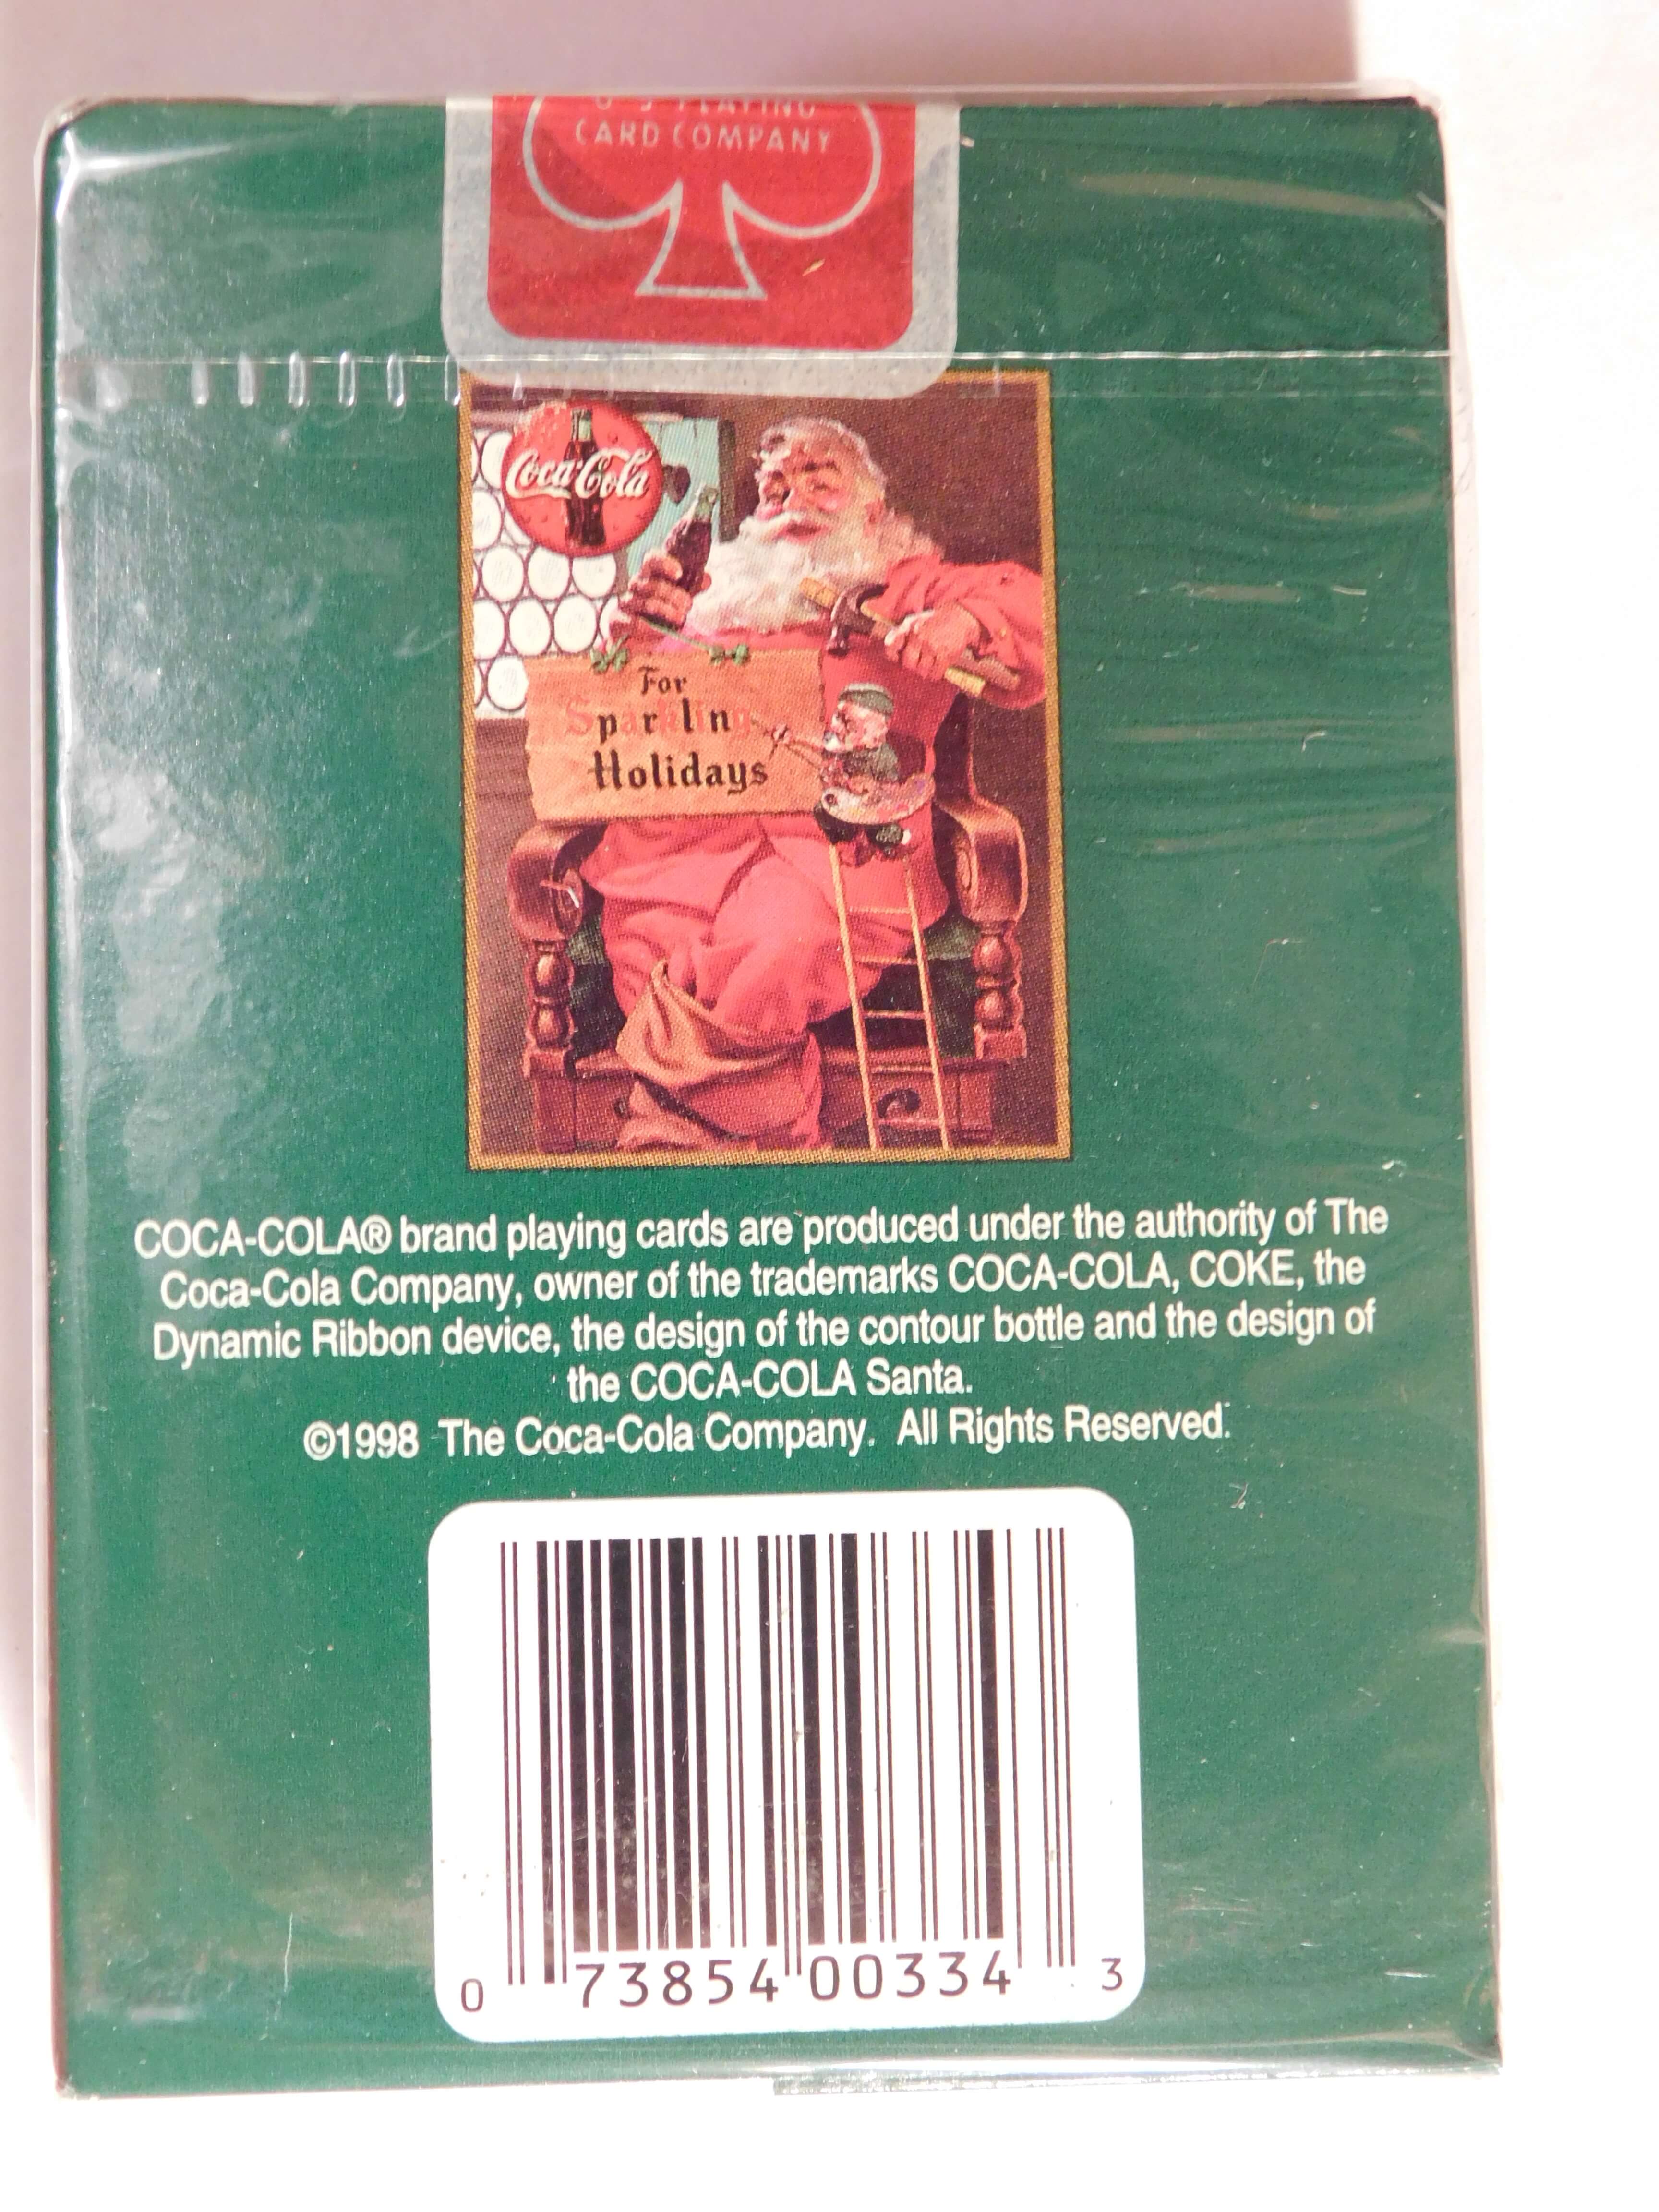 U S PLAYING
CARD COMPANY
Coca-Cola
For
Sparkling
Holidays
COCA-COLA® brand playing cards are produced under the authority of The
Coca-Cola Company, owner of the trademarks COCA-COLA, COKE, the
Dynamic Ribbon device, the design of the contour bottle and the design of
the COCA-COLA Santa.
©1998 The Coca-Cola Company. All Rights Reserved.
0 73854 00334 3